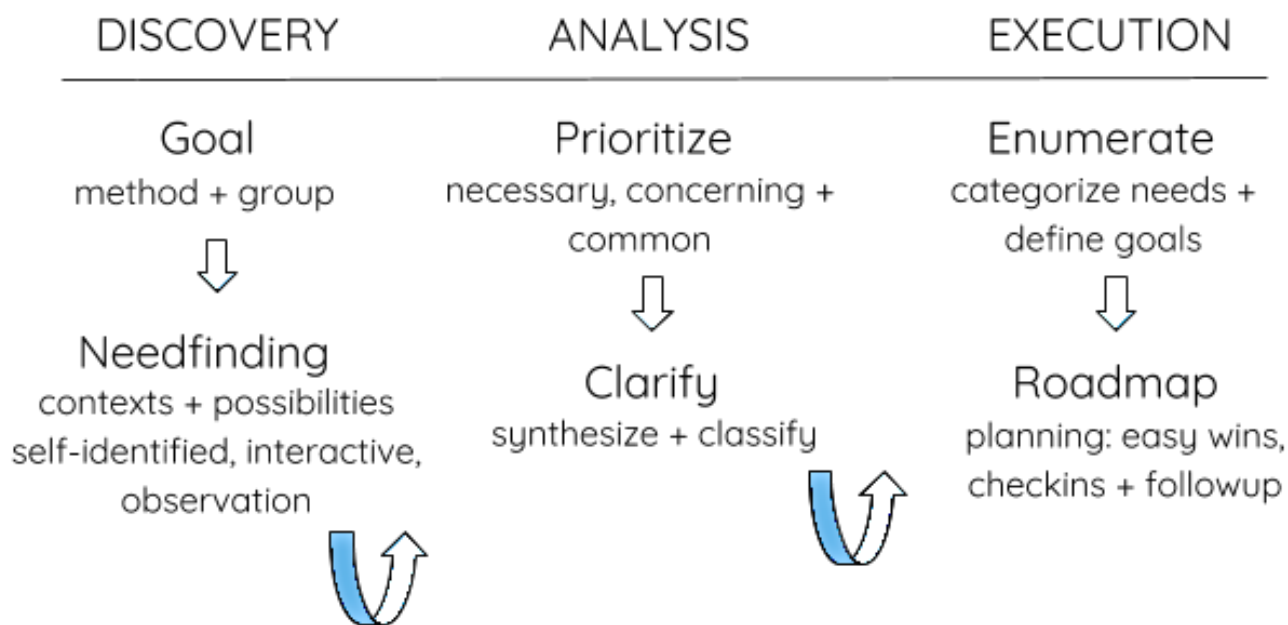 DISCOVERY
ANALYSIS
EXECUTION
Goal
method + group
Needfinding
contexts + possibilities
self-identified, interactive,
observation
Prioritize
necessary, concerning +
common
Clarify
synthesize + classify
Enumerate
categorize needs +
define goals
Roadmap
planning: easy wins,
checkins + followup